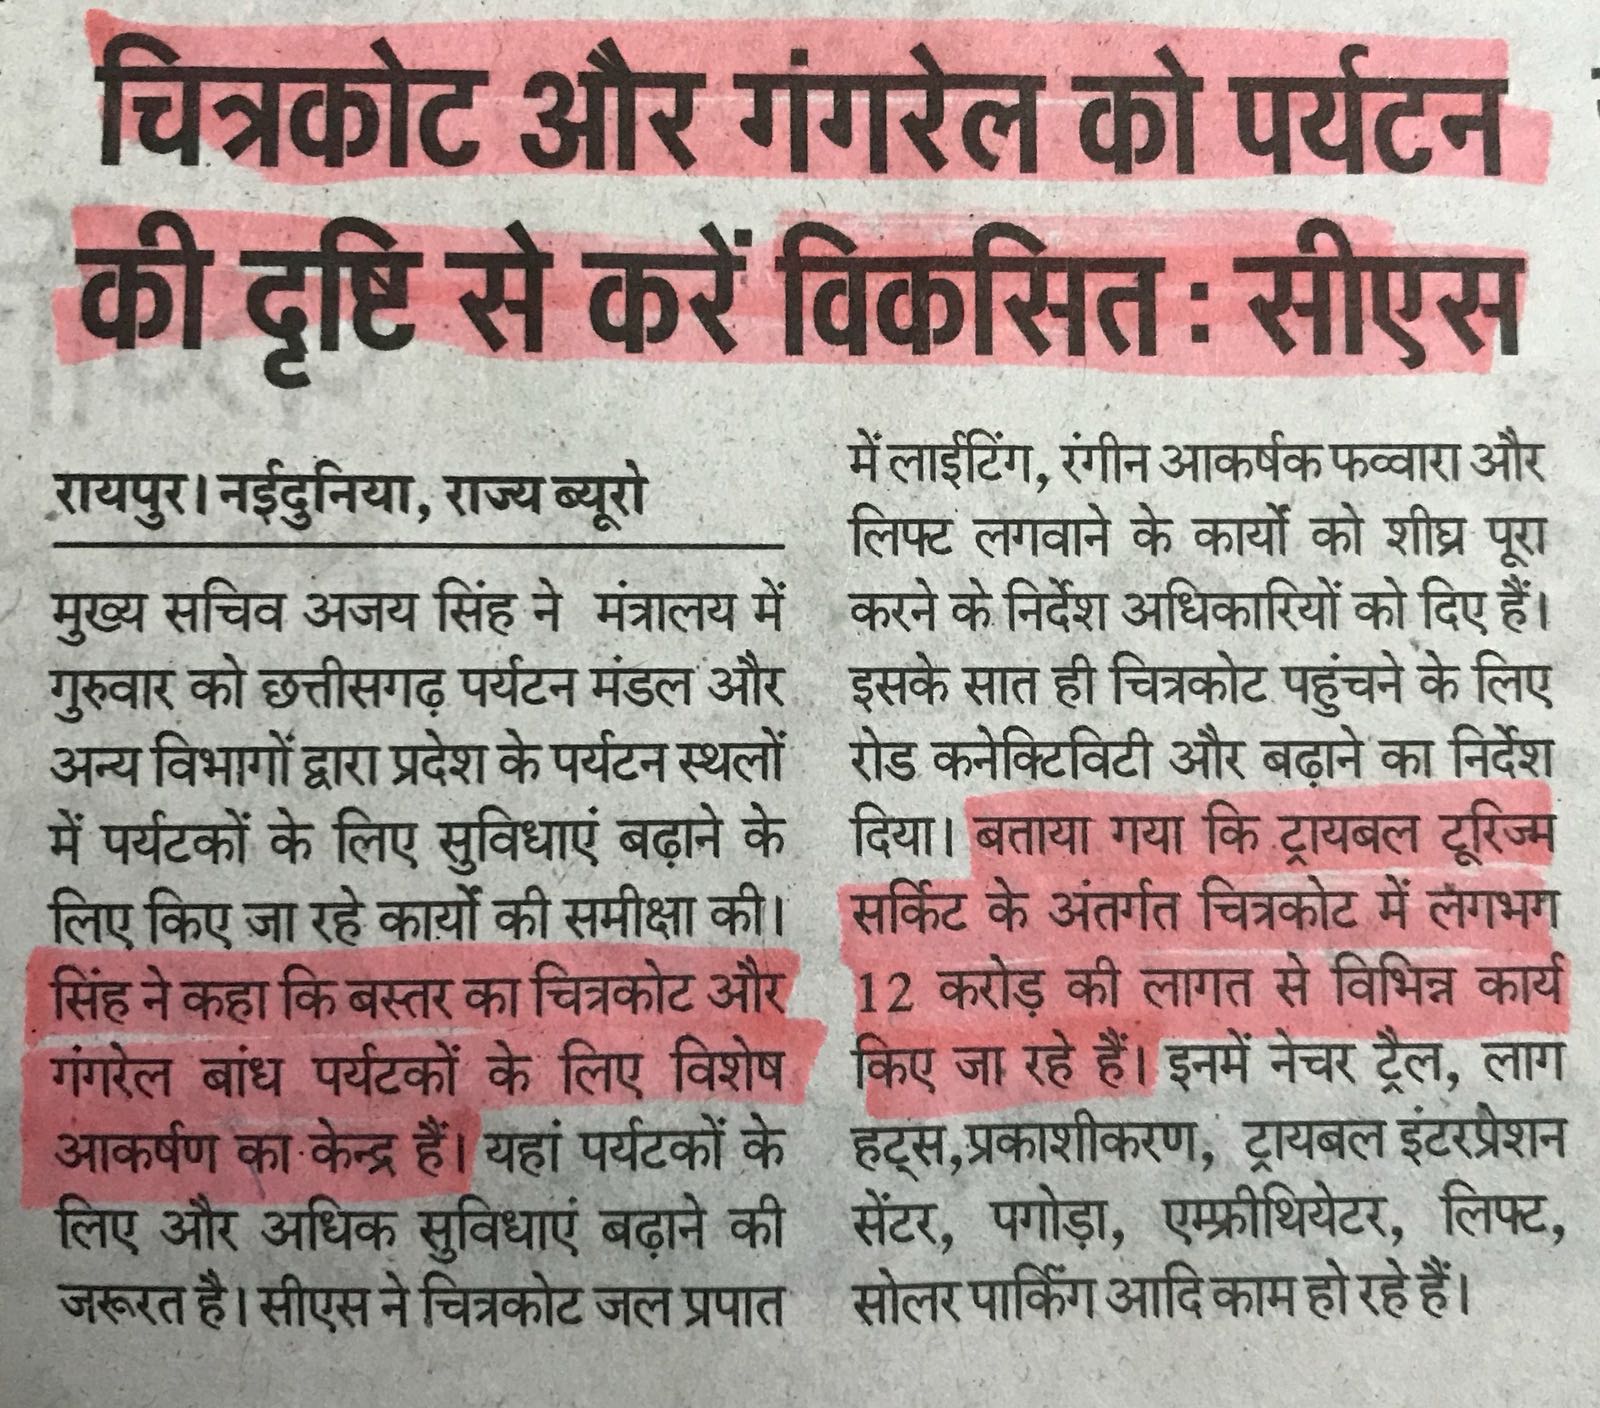 चित्रकोट और गंगरेल को पर्यटन
की दृष्टि से करें विकसित : सीएस
रायपुर। नईदुनिया, राज्य ब्यूरो
मुख्य सचिव अजय सिंह ने मंत्रालय में
गुरुवार को छत्तीसगढ़ पर्यटन मंडल और
अन्य विभागों द्वारा प्रदेश के पर्यटन स्थलों
में पर्यटकों के लिए सुविधाएं बढ़ाने के
लिए किए जा रहे कार्यो की समीक्षा की।
सिंह ने कहा कि बस्तर का चित्रकोट और
गंगरेल बांध पर्यटकों के लिए विशेष
आकर्षण का केन्द्र हैं। यहां पर्यटकों के
लिए और अधिक सुविधाएं बढ़ाने की
जरूरत है। सीएस ने चित्रकोट जल प्रपात
में लाईटिंग, रंगीन आकर्षक फव्वारा और
लिफ्ट लगवाने के कार्यो को शीघ्र पूरा
करने के निर्देश अधिकारियों को दिए हैं।
इसके सात ही चित्रकोट पहुंचने के लिए
रोड कनेक्टिविटी और बढ़ाने का निर्देश
दिया। बताया गया कि ट्रायबल टूरिज्म
सर्किट के अंतर्गत चित्रकोट में लगभग
12 करोड़ की लागत से विभिन्न कार्य
किए जा रहे हैं। इनमें नेचर ट्रैल, लाग
हट्स,प्रकाशीकरण, ट्रायबल इंटरप्रेशन
सेंटर, पगोड़ा, एम्फ्रीथियेटर, लिफ्ट,
सोलर पार्किंग आदि काम हो रहे हैं।